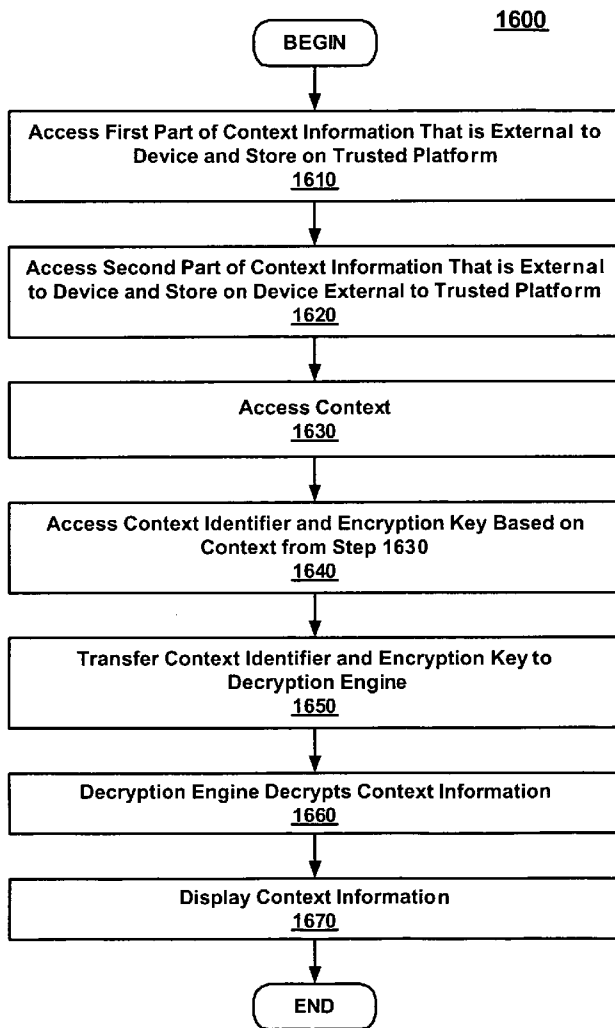 1600
BEGIN
Access First Part of Context Information That is External to
Device and Store on Trusted Platform
1610
Access Second Part of Context Information That is External
to Device and Store on Device External to Trusted Platform
1620
Access Context
1630
Access Context Identifier and Encryption Key Based on
Context from Step 1630
1640
Transfer Context Identifier and Encryption Key to
Decryption Engine
1650
Decryption Engine Decrypts Context Information
1660
Display Context Information
1670
END